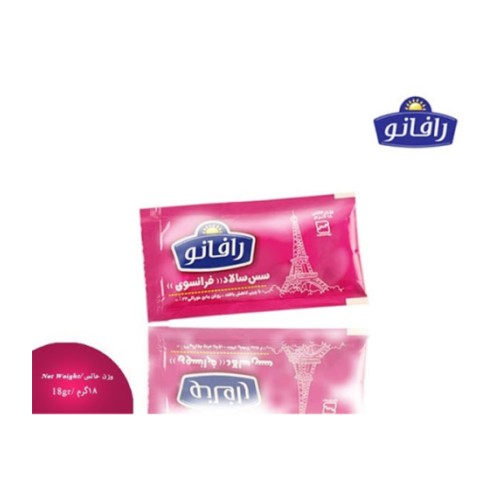 رافانو
رافانو
سس سالاد (( فرانسوی ))
Net Weight/ وزن خالص
18gr/ ۱۸گرم